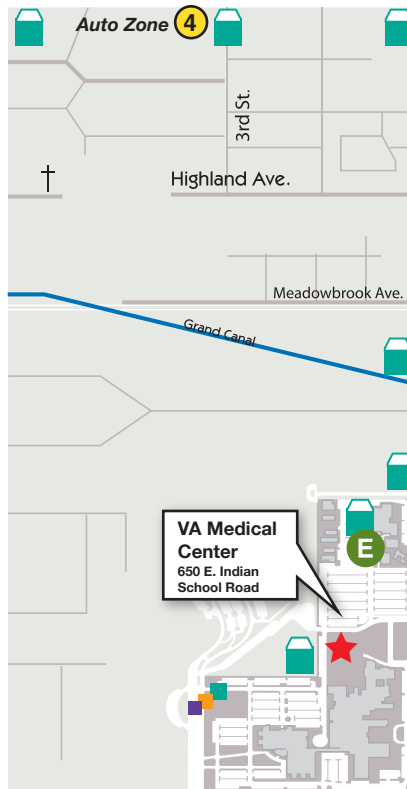 Auto Zone 4
3rd St.
Highland Ave.
Meadowbrook Ave.
Grand Canal
VA Medical
Center
650 E. Indian
School Road
E